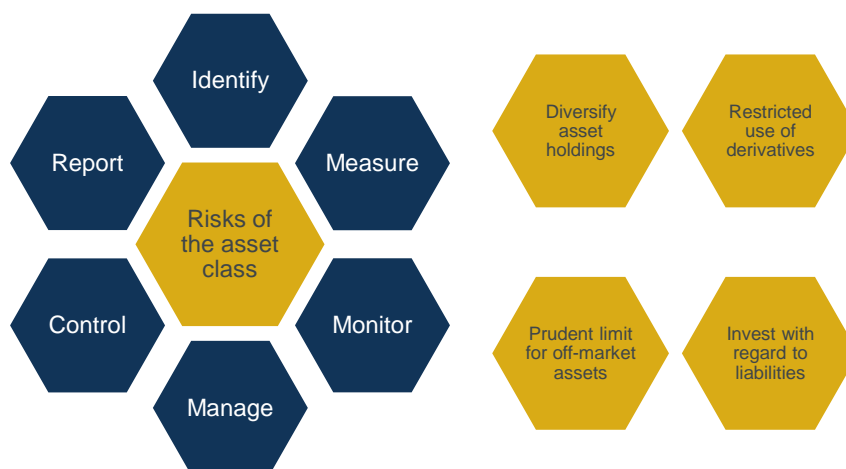 Identify
Measure
Monitor
Manage
Control
Report
Risks of
the asset
class
Diversify
asset
holdings
Restricted
use of
derivatives
Prudent limit
for off-market
assets
Invest with
regard to
liabilities